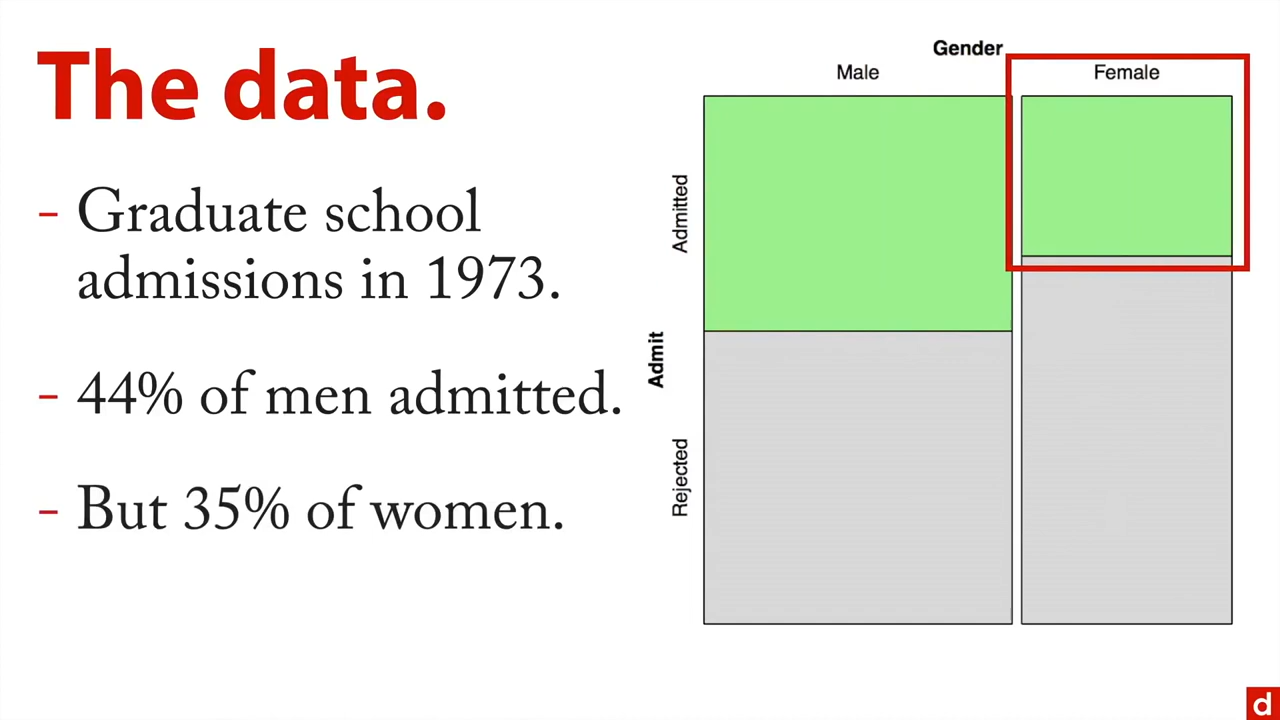 The data.
- Graduate school
admissions in 1973.
- 44% of men admitted.
- But 35% of women.
Gender
Male
Female
Admit
Admitted
Rejected
d